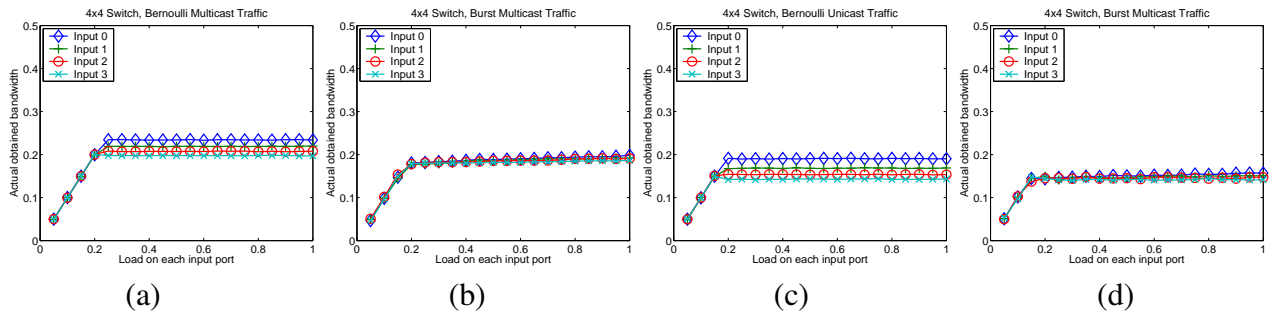 4x4 Switch, Bernoulli Multicast Traffic
0.5
0.4
0.3
0.2
0.1
0
0 0.2 0.4 0.6 0.8 1
Actual obtained bandwidth
Load on each input port
Input 0
Input 1
Input 2
Input 3
(a)
4x4 Switch, Burst Multicast Traffic
0.5
0.4
0.3
0.2
0.1
0
0 0.2 0.4 0.6 0.8 1
Actual obtained bandwidth
Load on each input port
Input 0
Input 1
Input 2
Input 3
(b)
4x4 Switch, Bernoulli Unicast Traffic
0.5
0.4
0.3
0.2
0.1
0
0 0.2 0.4 0.6 0.8 1
Actual obtained bandwidth
Load on each input port
Input 0
Input 1
Input 2
Input 3
(c)
4x4 Switch, Burst Multicast Traffic
0.5
0.4
0.3
0.2
0.1
0
0 0.2 0.4 0.6 0.8 1
Actual obtained bandwidth
Load on each input port
Input 0
Input 1
Input 2
Input 3
(d)